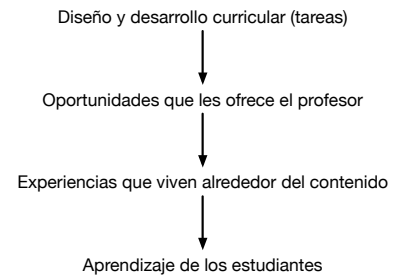 Diseño y desarrollo curricular (tareas)
Oportunidades que les ofrece el profesor
Experiencias que viven alrededor del contenido
Aprendizaje de los estudiantes